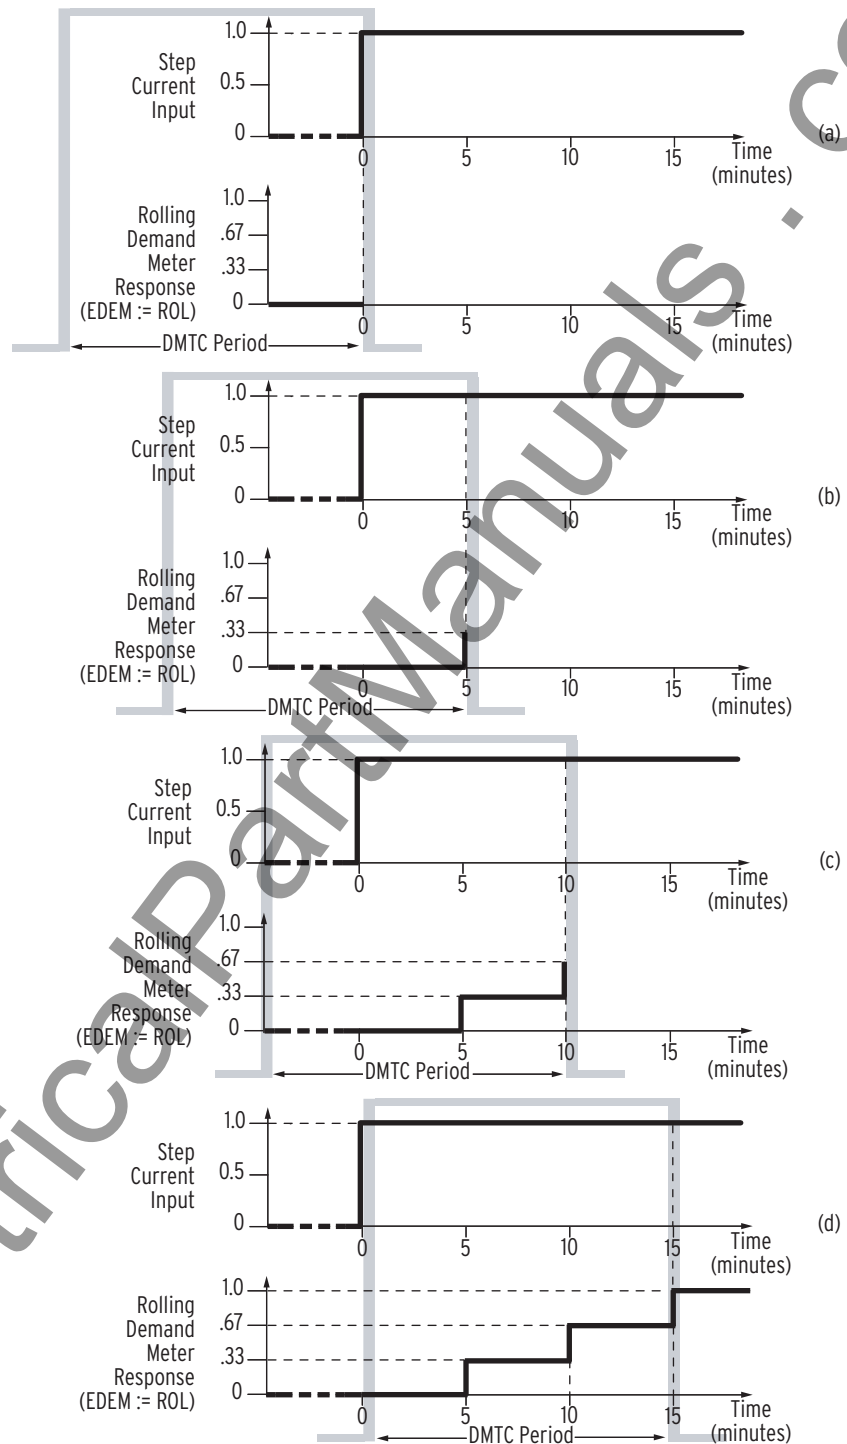 1.0
Step
Current
Input
0.5
0
0
5
10
15
Time
(minutes)
(a)
Rolling
Demand
Meter
Response
(EDEM := ROL)
1.0
.67
.33
0
0
5
10
15
Time
(minutes)
DMTC Period
1.0
Step
Current
Input
0.5
0
0
5
10
15
Time
(minutes)
(b)
Rolling
Demand
Meter
Response
(EDEM := ROL)
1.0
.67
.33
0
0
5
10
15
Time
(minutes)
DMTC Period
1.0
Step
Current
Input
0.5
0
0
5
10
15
Time
(minutes)
(c)
Rolling
Demand
Meter
Response
(EDEM := ROL)
1.0
.67
.33
0
0
5
10
15
Time
(minutes)
DMTC Period
1.0
Step
Current
Input
0.5
0
0
5
10
15
Time
(minutes)
(d)
Rolling
Demand
Meter
Response
(EDEM := ROL)
1.0
.67
.33
0
0
5
10
15
Time
(minutes)
DMTC Period
tricalPartManuals . c